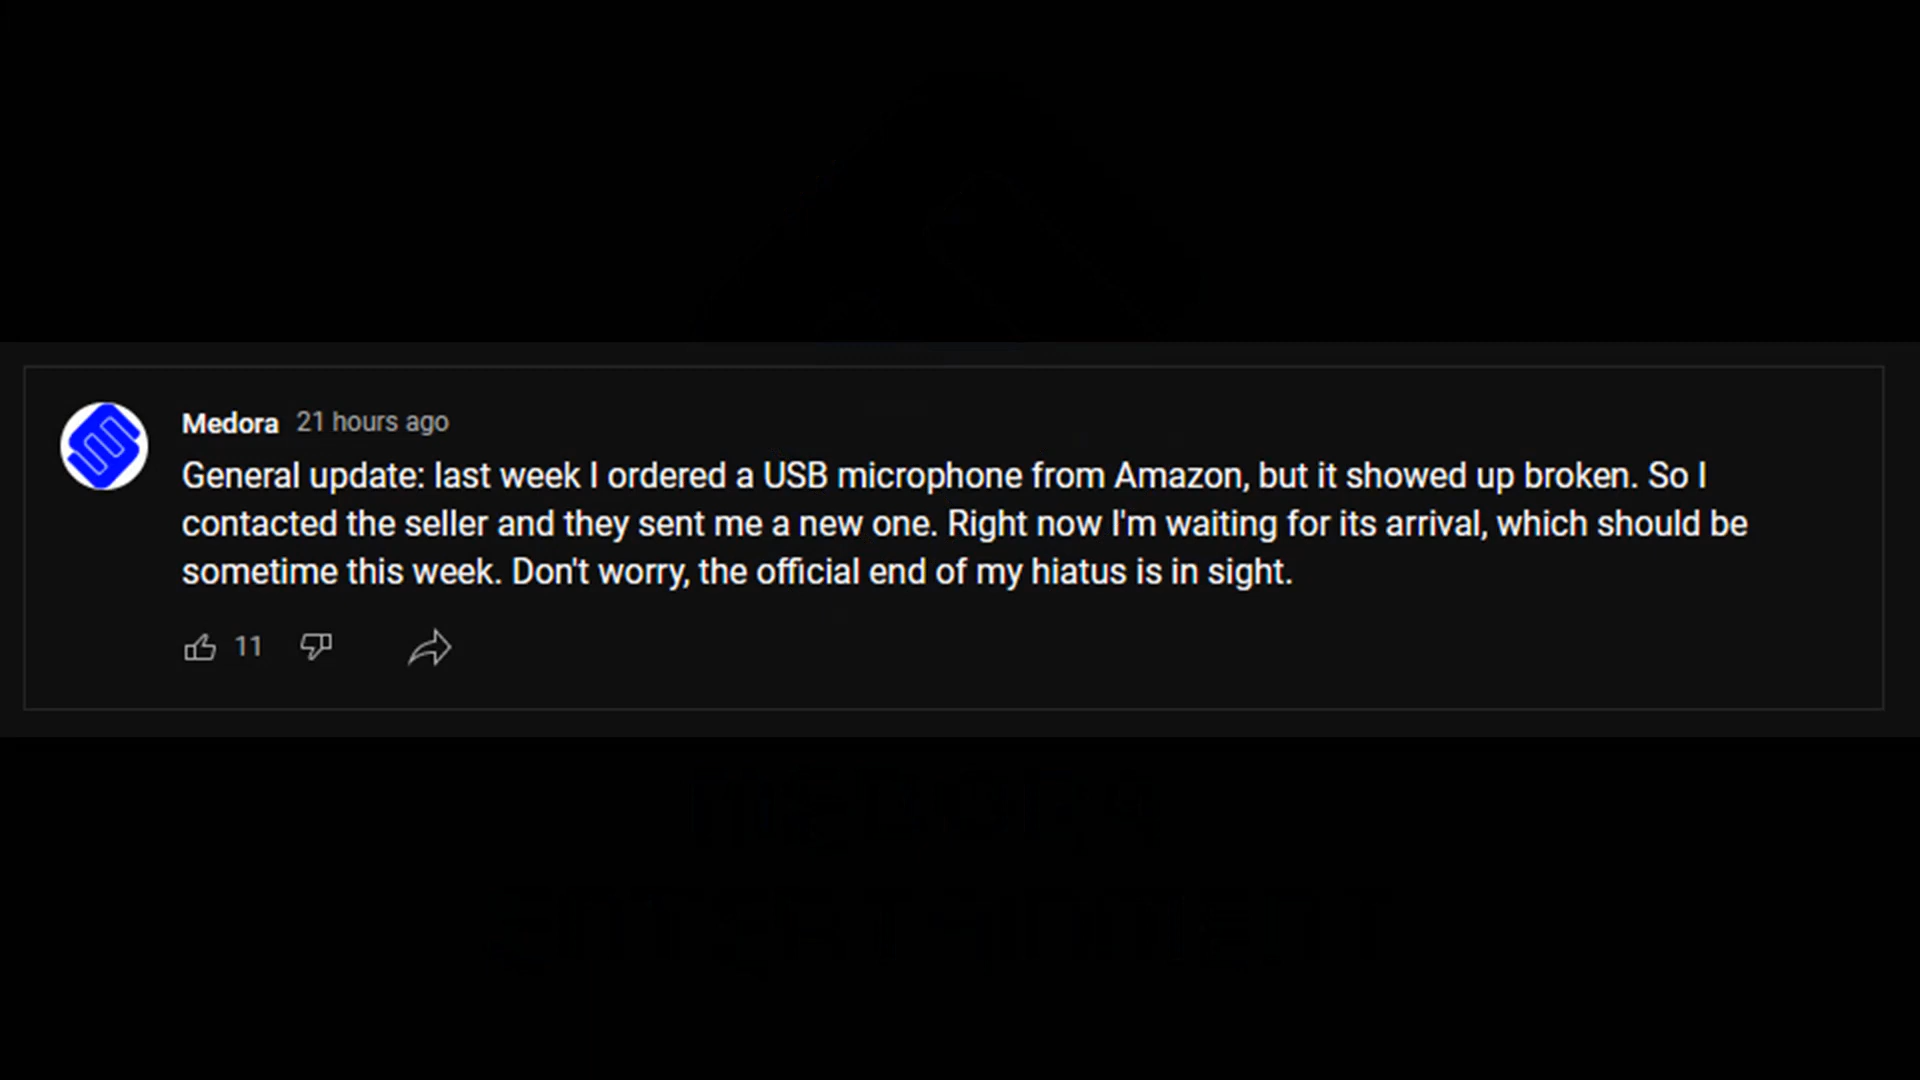 Medora 21 hours ago
General update: last week I ordered a USB microphone from Amazon, but it showed up broken. So I
contacted the seller and they sent me a new one. Right now I'm waiting for its arrival, which should be
sometime this week. Don't worry, the official end of my hiatus is in sight.
11